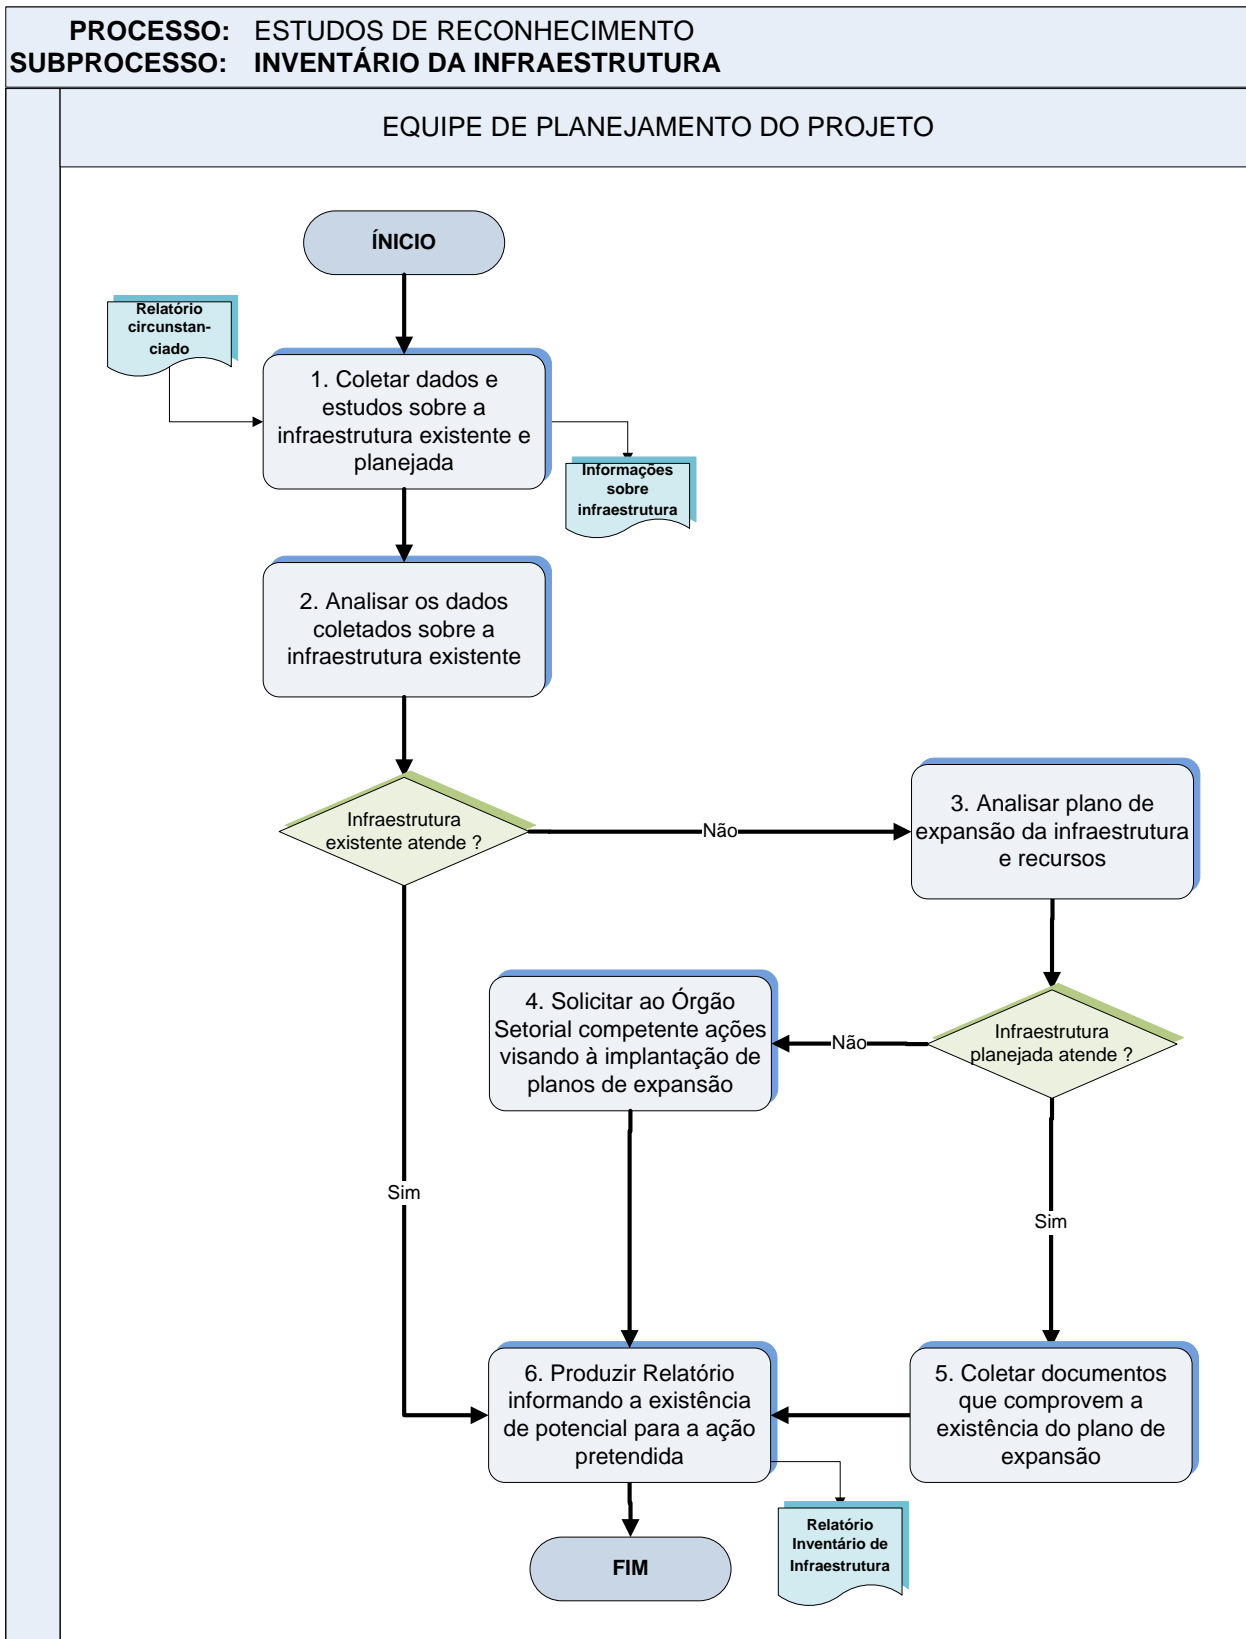 PROCESSO: ESTUDOS DE RECONHECIMENTO
SUBPROCESSO: INVENTÁRIO DA INFRAESTRUTURA
EQUIPE DE PLANEJAMENTO DO PROJETO
ÍNICIO
Relatório
circunstan-
ciado
1. Coletar dados e
estudos sobre a
infraestrutura existente e
planejada
Informações
sobre
infraestrutura
2. Analisar os dados
coletados sobre a
infraestrutura existente
Infraestrutura
existente atende ?
Não
3. Analisar plano de
expansão da infraestrutura
e recursos
4. Solicitar ao Órgão
Setorial competente ações
visando à implantação de
planos de expansão
Não
Infraestrutura
planejada atende ?
Sim
Sim
6. Produzir Relatório
informando a existência
de potencial para a ação
pretendida
5. Coletar documentos
que comprovem a
existência do plano de
expansão
Relatório
Inventário de
Infraestrutura
FIM